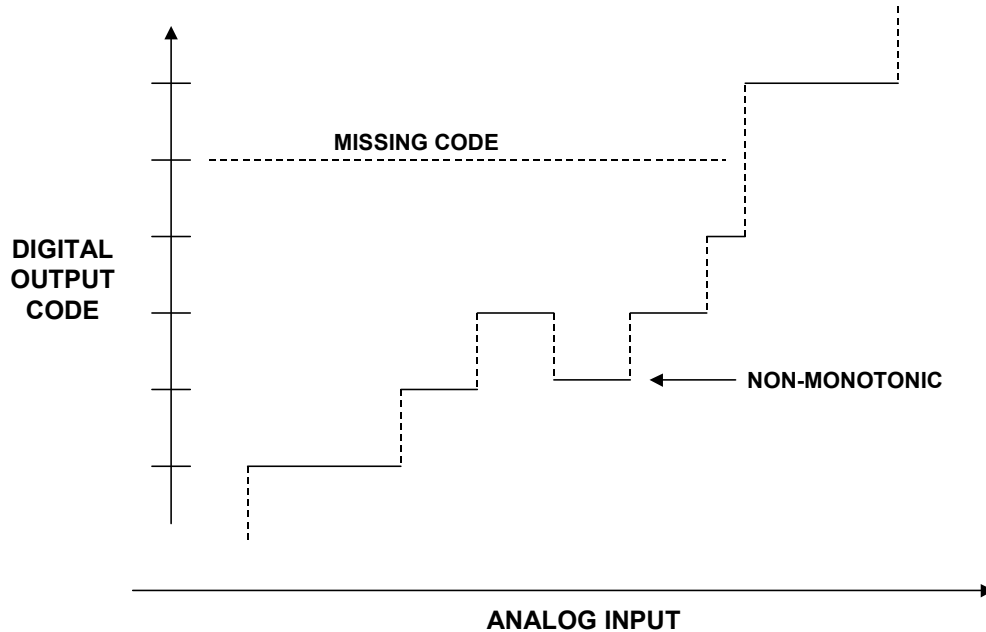 MISSING CODE
DIGITAL
OUTPUT
CODE
NON-MONOTONIC
ANALOG INPUT